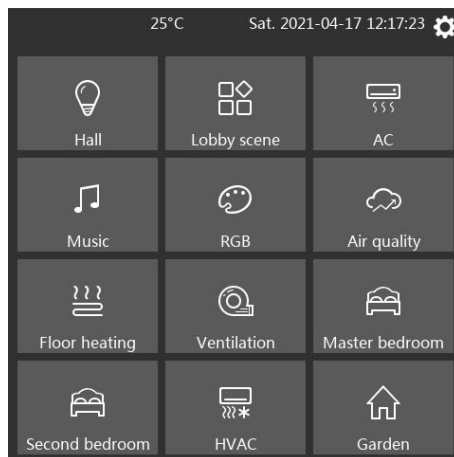 25°C Sat. 2021-04-17 12:17:23
Hall Lobby scene AC
Music RGB Air quality
Floor heating Ventilation Master bedroom
Second bedroom HVAC Garden